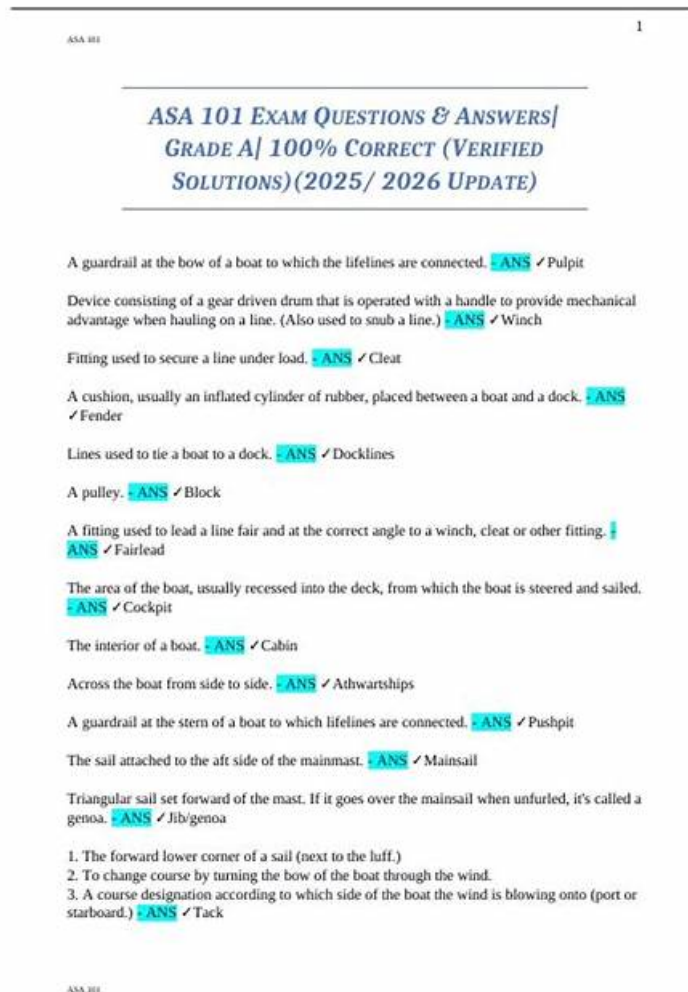 1
ASA 101
ASA 101 EXAM QUESTIONS & ANSWERS|
GRADE A| 100% CORRECT (VERIFIED
SOLUTIONS)(2025/ 2026 UPDATE)
A guardrail at the bow of a boat to which the lifelines are connected. - ANS ✓Pulpit
Device consisting of a gear driven drum that is operated with a handle to provide mechanical
advantage when hauling on a line. (Also used to snub a line.) - ANS ✓Winch
Fitting used to secure a line under load. - ANS ✓Cleat
A cushion, usually an inflated cylinder of rubber, placed between a boat and a dock. - ANS
✓Fender
Lines used to tie a boat to a dock. - ANS ✓Docklines
A pulley. - ANS ✓Block
A fitting used to lead a line fair and at the correct angle to a winch, cleat or other fitting. -
ANS ✓Fairlead
The area of the boat, usually recessed into the deck, from which the boat is steered and sailed.
- ANS ✓Cockpit
The interior of a boat. - ANS ✓Cabin
Across the boat from side to side. - ANS ✓Athwartships
A guardrail at the stern of a boat to which lifelines are connected. - ANS ✓Pushpit
The sail attached to the aft side of the mainmast. - ANS ✓Mainsail
Triangular sail set forward of the mast. If it goes over the mainsail when unfurled, it's called a
genoa. - ANS ✓Jib/genoa
1. The forward lower corner of a sail (next to the luff.)
2. To change course by turning the bow of the boat through the wind.
3. A course designation according to which side of the boat the wind is blowing onto (port or
starboard.) - ANS ✓Tack
ASA 101